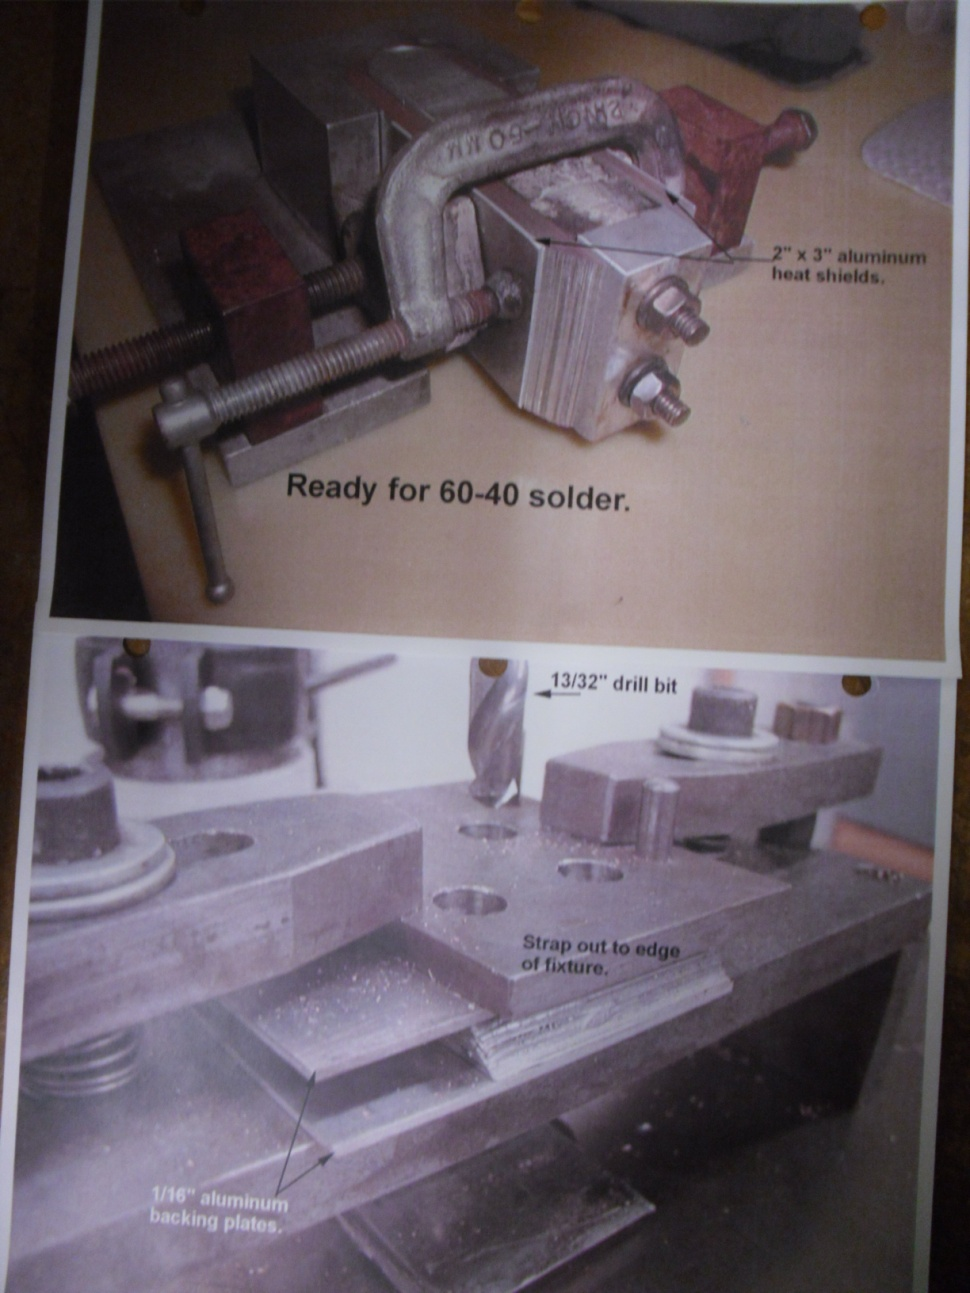 2" x 3" aluminum
heat shields.
Ready for 60-40 solder.
13/32" drill bit
Strap out to edge
of fixture.
1/16" aluminum
backing plates.